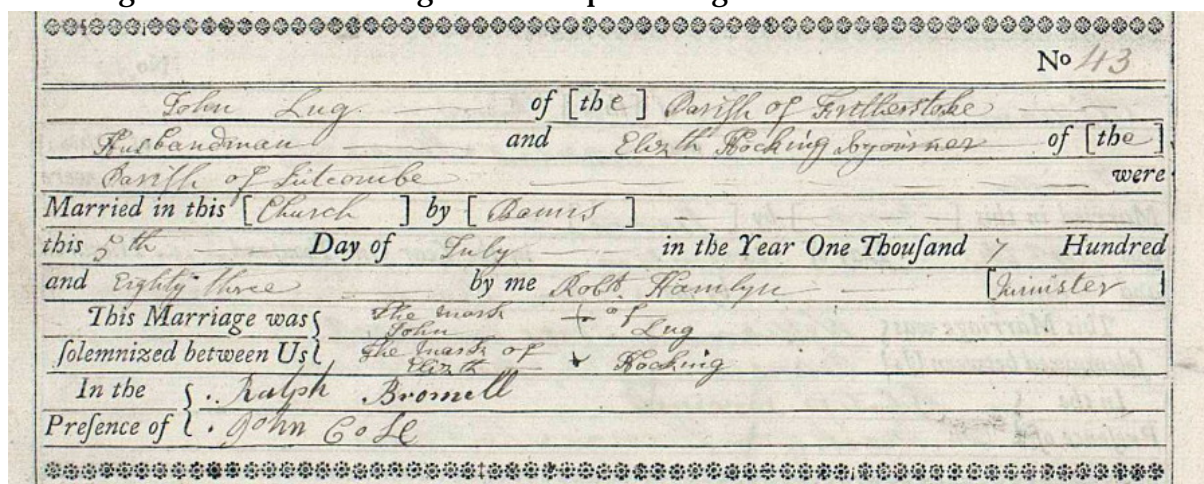 No 43
John Lug of [the] Parish of Frithelstoke
Husbandman and Elizth Hocking Sojourner of [the
Parish of Sutcombe were
Married in this [Church] by [Banns]
this 5th Day of July in the Year One Thouſand 7 Hundred
and Eighty three by me Robt. Hamlyn [Minister]
This Marriage was The mark + of
John Lug
ſolemnized between Us The mark of
Elizth Hocking
In the Ralph Bromell
Preſence of John Cole